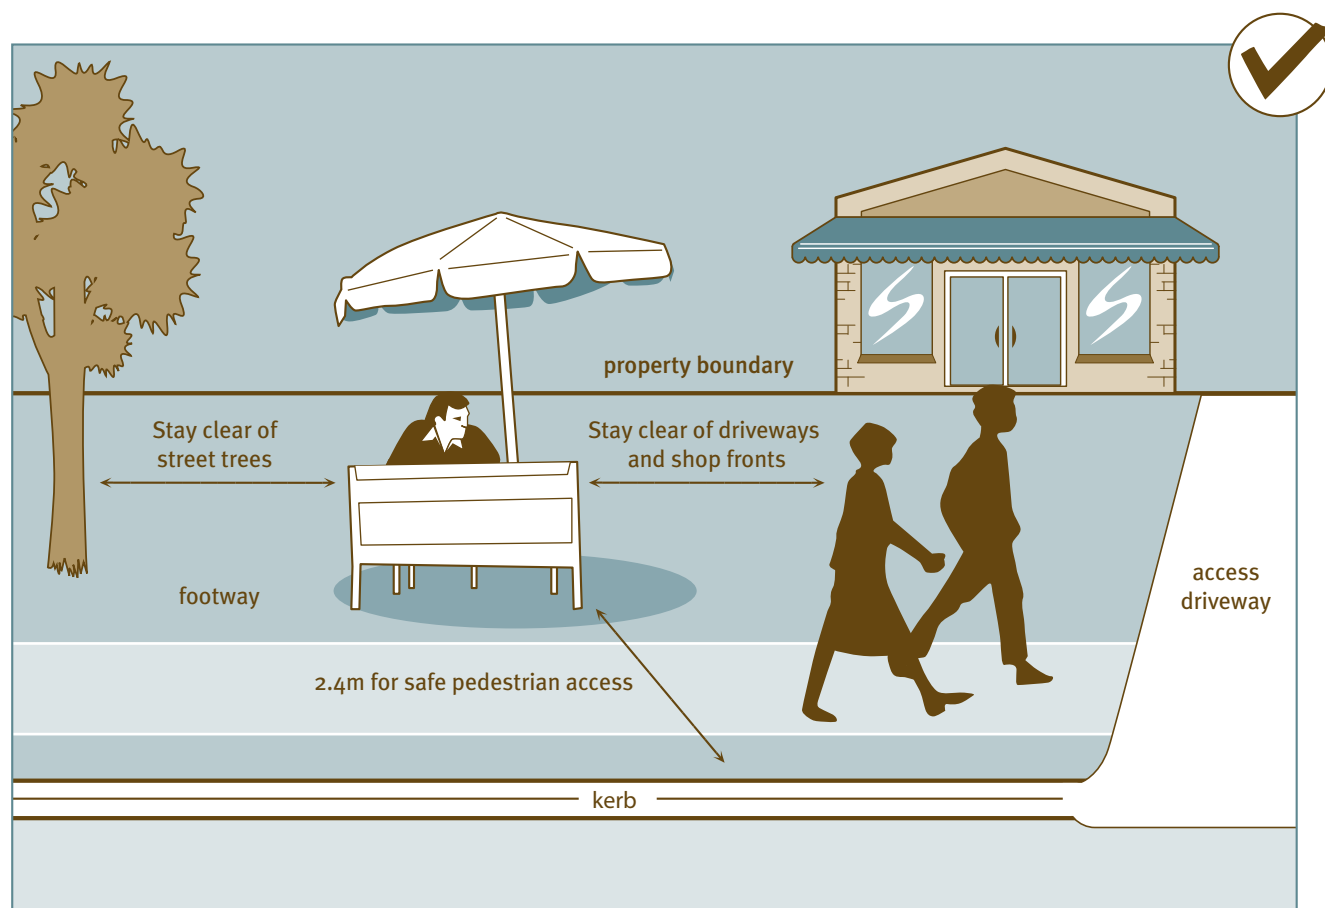 property boundary
Stay clear of
street trees
Stay clear of driveways
and shop fronts
access
driveway
footway
2.4m for safe pedestrian access
kerb